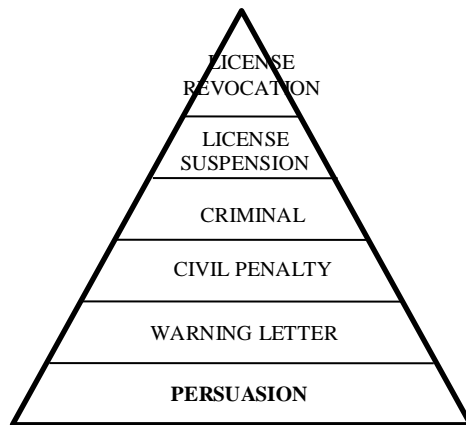 LICENSE
REVOCATION
LICENSE
SUSPENSION
CRIMINAL
CIVIL PENALTY
WARNING LETTER
PERSUASION